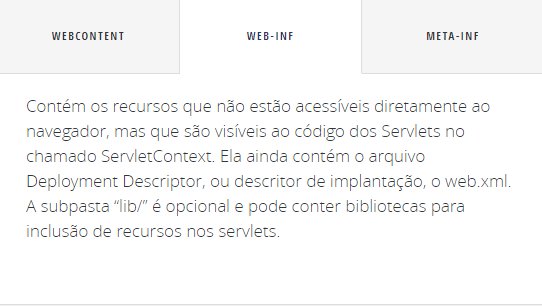 WEBCONTENT
WEB-INF
META-INF
Contém os recursos que não estão acessíveis diretamente ao
navegador, mas que são visíveis ao código dos Servlets no
chamado ServletContext. Ela ainda contém o arquivo
Deployment Descriptor, ou descritor de implantação, o web.xml.
A subpasta “lib/” é opcional e pode conter bibliotecas para
inclusão de recursos nos servlets.